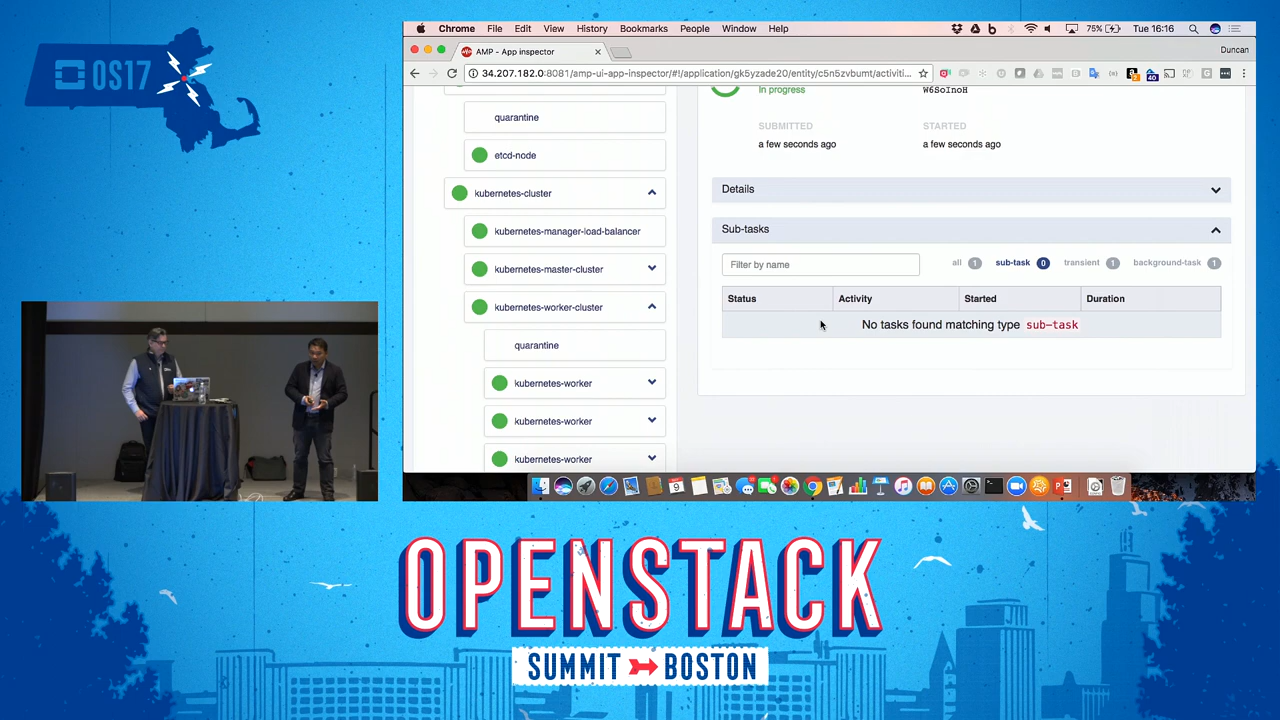 OS17
Chrome File Edit View History Bookmarks People Window Help
75% Tue 16:16
AMP - App inspector
Duncan
34.207.182.0:8081/amp-ui-app-inspector/#!/application/gk5yzade20/entity/c5n5zvbumt/activiti...
quarantine
etcd-node
kubernetes-cluster
kubernetes-manager-load-balancer
kubernetes-master-cluster
kubernetes-worker-cluster
quarantine
kubernetes-worker
kubernetes-worker
kubernetes-worker
In progress
W6SoInoH
SUBMITTED STARTED
a few seconds ago a few seconds ago
Details
Sub-tasks
Filter by name
all 1 sub-task 0 transient 1 background-task 1
Status Activity Started Duration
No tasks found matching type sub-task
OPENSTACK
SUMMIT BOSTON